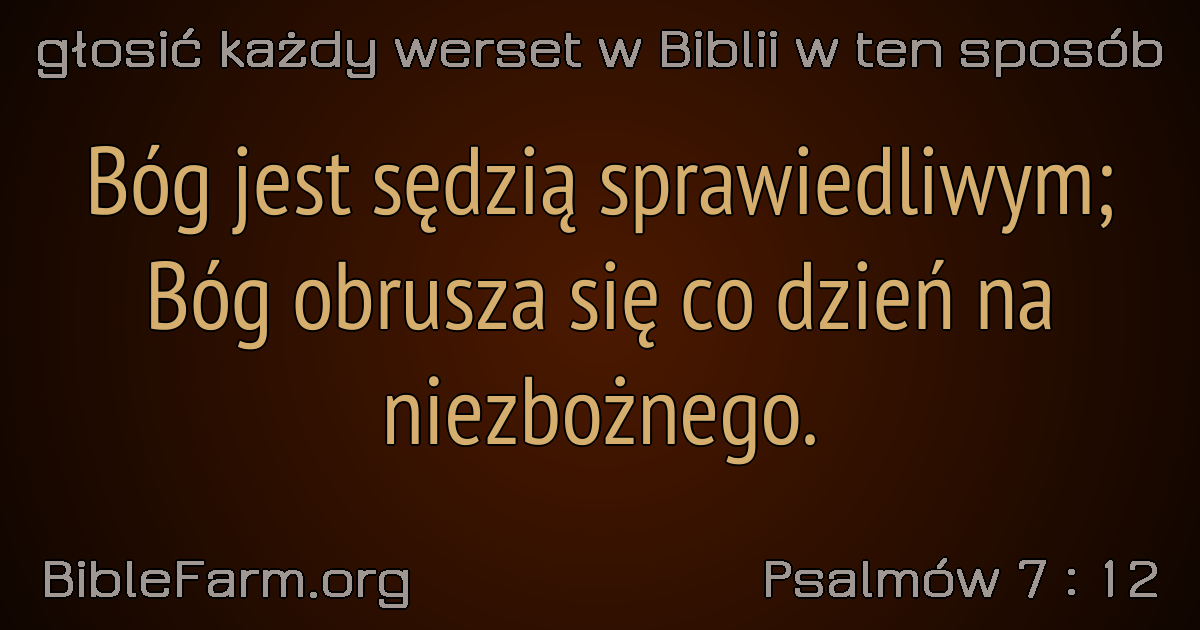 głosić każdy werset w Biblii w ten sposób
Bóg jest sędzią sprawiedliwym;
Bóg obrusza się co dzień na
niezbożnego.
BibleFarm.org
Psalmów 7 : 12